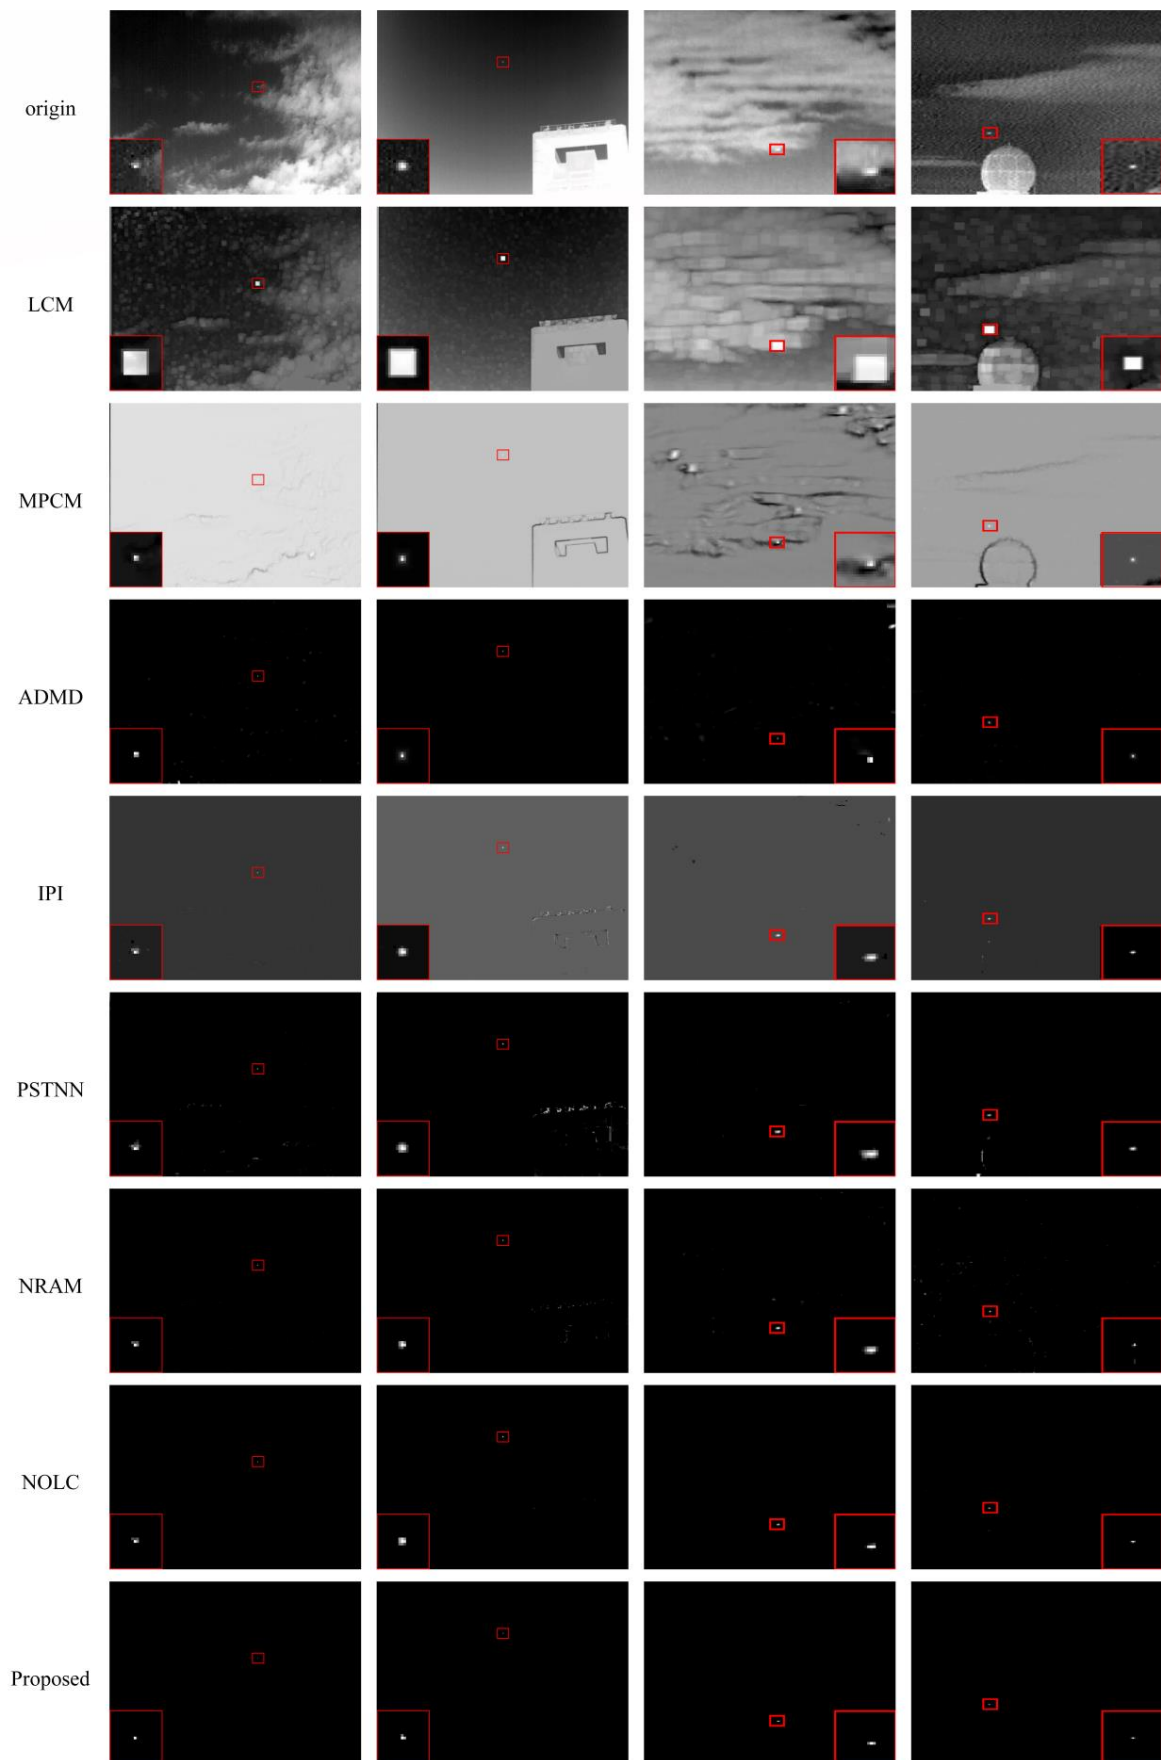 origin
LCM
MPCM
ADMD
IPI
PSTNN
NRAM
NOLC
Proposed